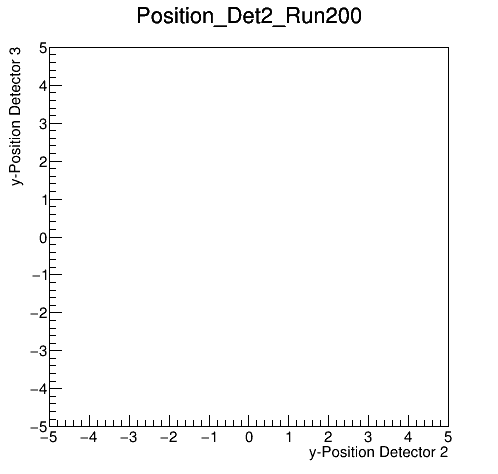 Position_Det2_Run200
y-Position Detector 3
5
4
3
2
1
0
−1
−2
−3
−4
−5
−5 −4 −3 −2 −1 0 1 2 3 4 5
y-Position Detector 2